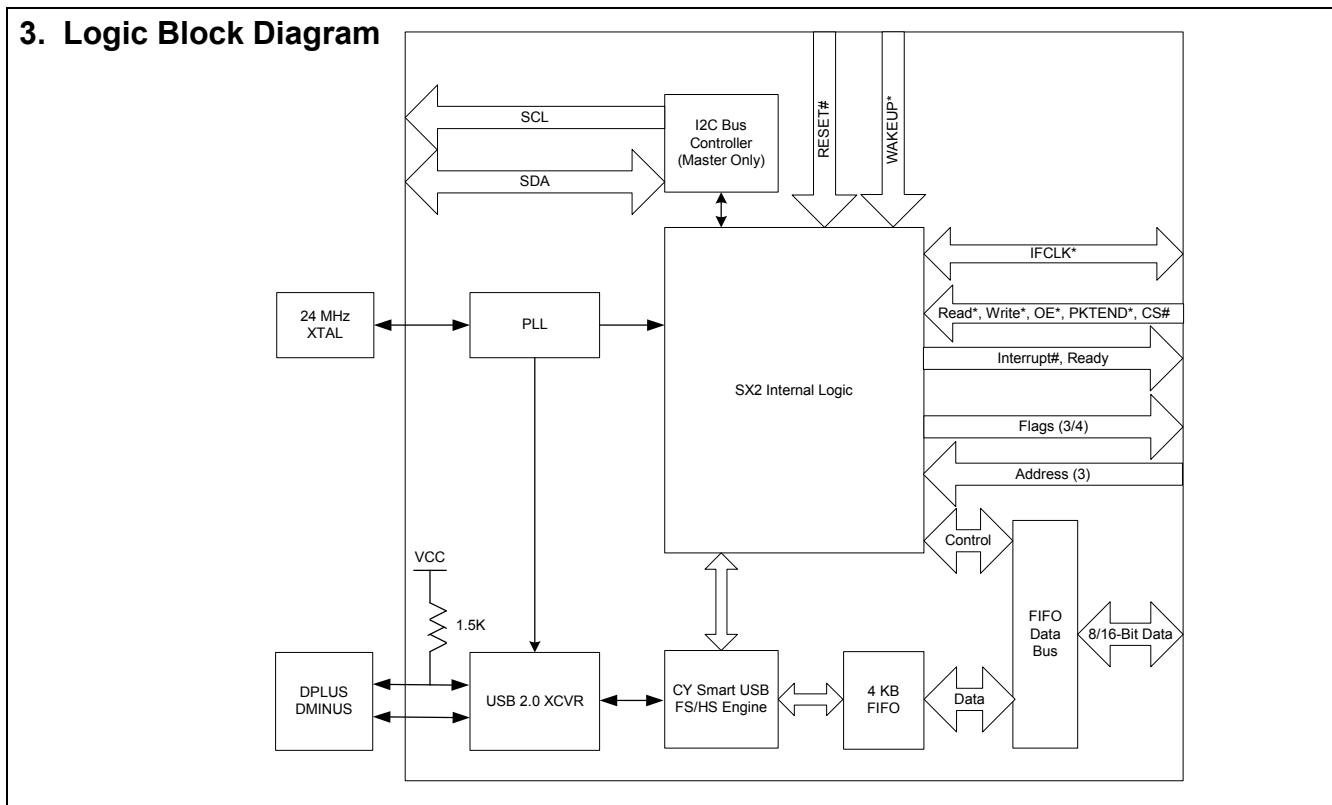 3. Logic Block Diagram
SCL
I2C Bus
Controller
(Master Only)
SDA
RESET#
WAKEUP*
IFCLK*
24 MHz
XTAL
PLL
Read*, Write*, OE*, PKTEND*, CS#
Interrupt#, Ready
SX2 Internal Logic
Flags (3/4)
Address (3)
Control
VCC
1.5K
FIFO
Data
Bus
8/16-Bit Data
DPLUS
DMINUS
USB 2.0 XCVR
CY Smart USB
FS/HS Engine
4 KB
FIFO
Data